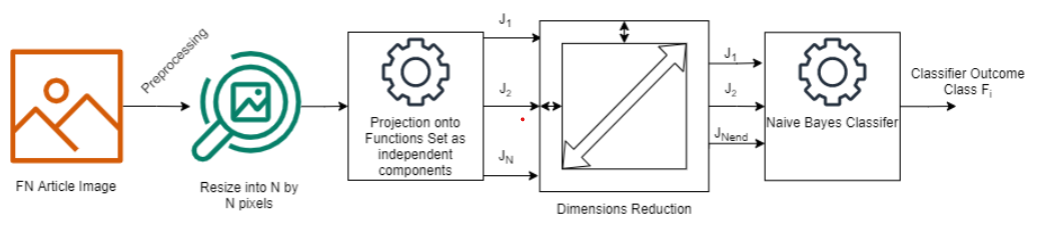 FN Article Image
Preprocessing
Resize into N by
N pixels
Projection onto
Functions Set as
independent
components
J1
J2
JN
Dimensions Reduction
J1
J2
JNend
Naive Bayes Classifer
Classifier Outcome
Class Fi